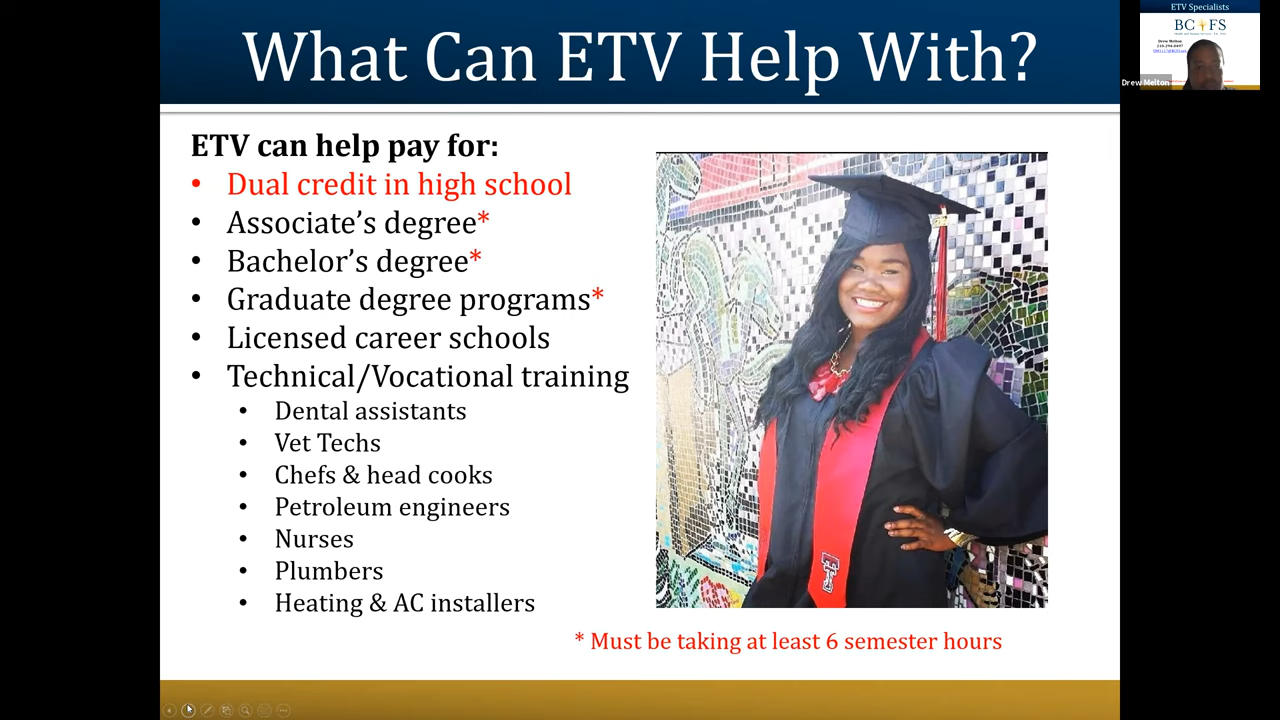 What Can ETV Help With?
ETV can help pay for:
• Dual credit in high school
• Associate's degree*
• Bachelor's degree*
• Graduate degree programs*
• Licensed career schools
• Technical/Vocational training
• Dental assistants
• Vet Techs
• Chefs & head cooks
• Petroleum engineers
• Nurses
• Plumbers
• Heating & AC installers
* Must be taking at least 6 semester hours
T
ETV Specialists
BCFS
Drew Melton
Drew Melton